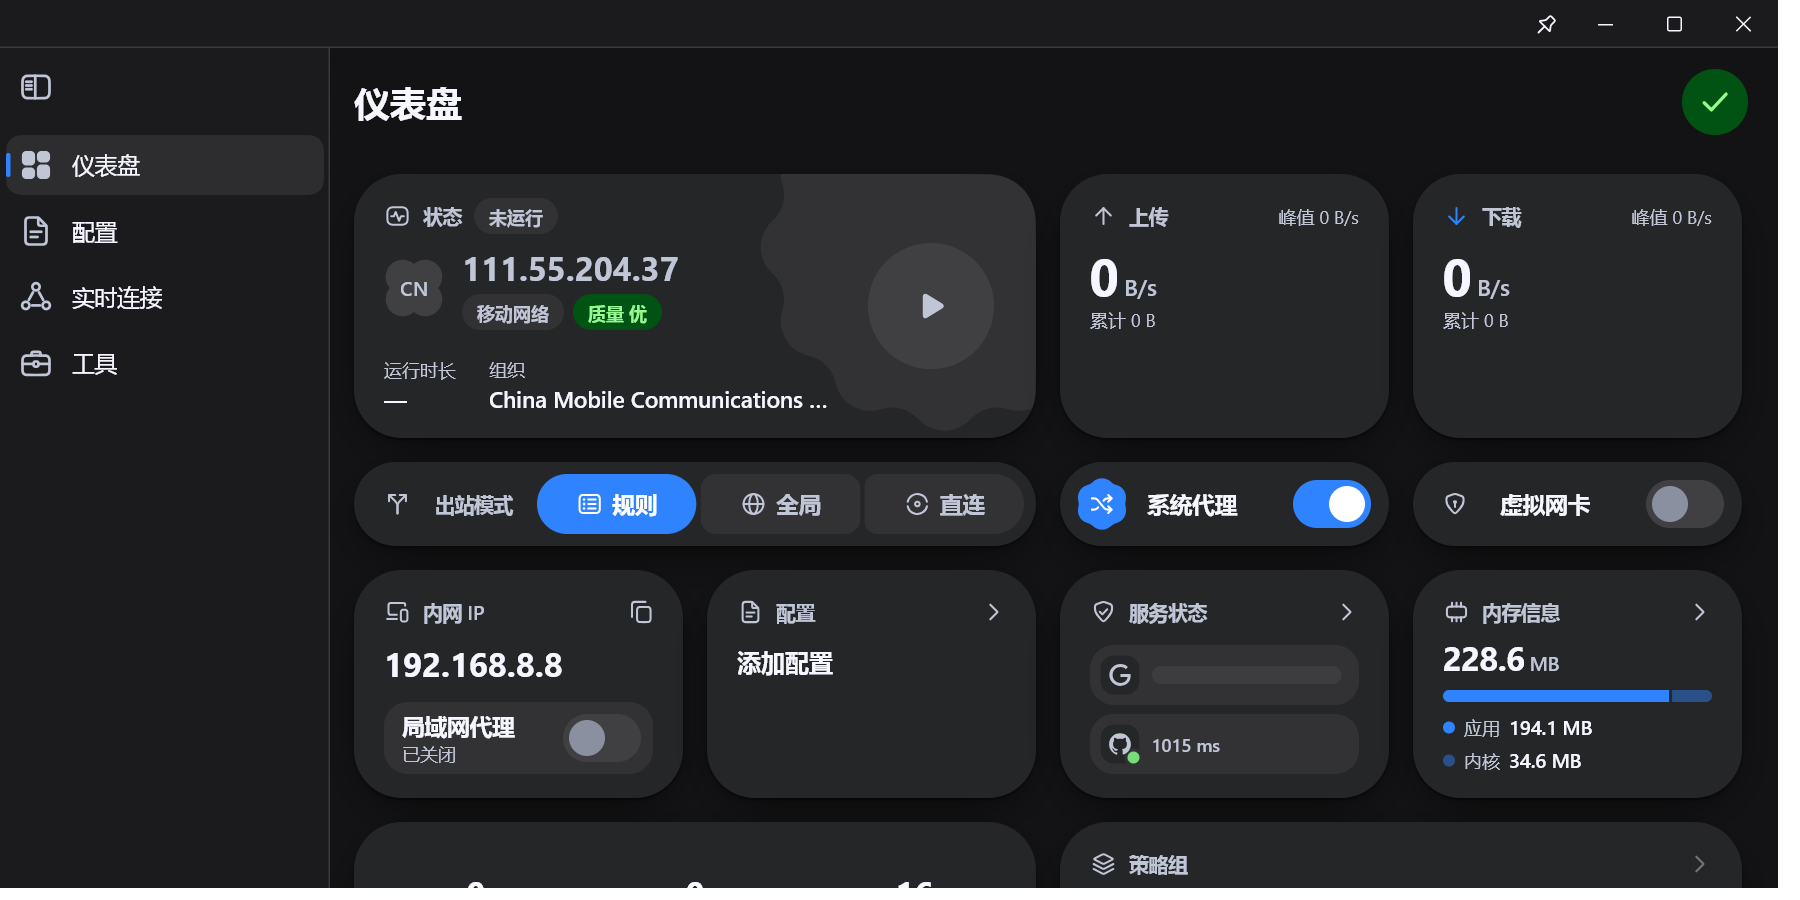 仪表盘
配置
实时连接
工具
仪表盘
状态 未运行
CN
111.55.204.37
移动网络 质量 优
运行时长 组织
— China Mobile Communications ...
上传 峰值 0 B/s
0 B/s
累计 0 B
下载 峰值 0 B/s
0 B/s
累计 0 B
出站模式 规则 全局 直连
系统代理
虚拟网卡
内网 IP
192.168.8.8
局域网代理
已关闭
配置
添加配置
服务状态
G
1015 ms
内存信息
228.6 MB
应用 194.1 MB
内核 34.6 MB
策略组